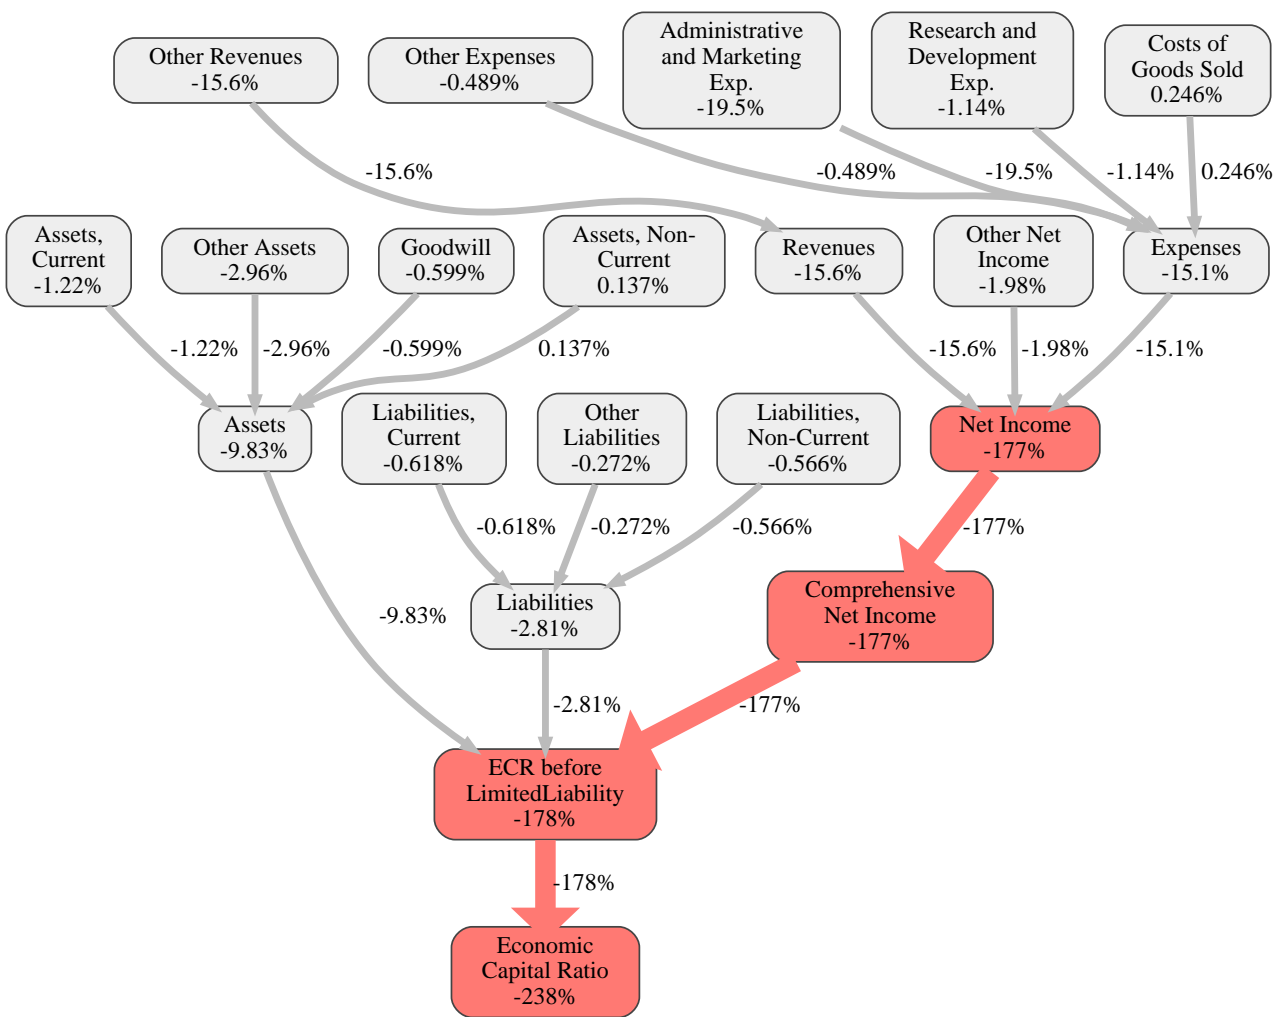 Other Revenues
-15.6%
Other Expenses
-0.489%
Administrative
and Marketing
Exp.
-19.5%
Research and
Development
Exp.
-1.14%
Costs of
Goods Sold
0.246%
-15.6%
-0.489%
-19.5%
-1.14%
0.246%
Assets,
Current
-1.22%
Other Assets
-2.96%
Goodwill
-0.599%
Assets, Non-
Current
0.137%
Revenues
-15.6%
Other Net
Income
-1.98%
Expenses
-15.1%
-1.22%
-2.96%
-0.599%
0.137%
-15.6%
-1.98%
-15.1%
Assets
-9.83%
Liabilities,
Current
-0.618%
Other
Liabilities
-0.272%
Liabilities,
Non-Current
-0.566%
Net Income
-177%
-0.618%
-0.272%
-0.566%
-177%
-9.83%
Liabilities
-2.81%
Comprehensive
Net Income
-177%
-2.81%
-177%
ECR before
LimitedLiability
-178%
-178%
Economic
Capital Ratio
-238%